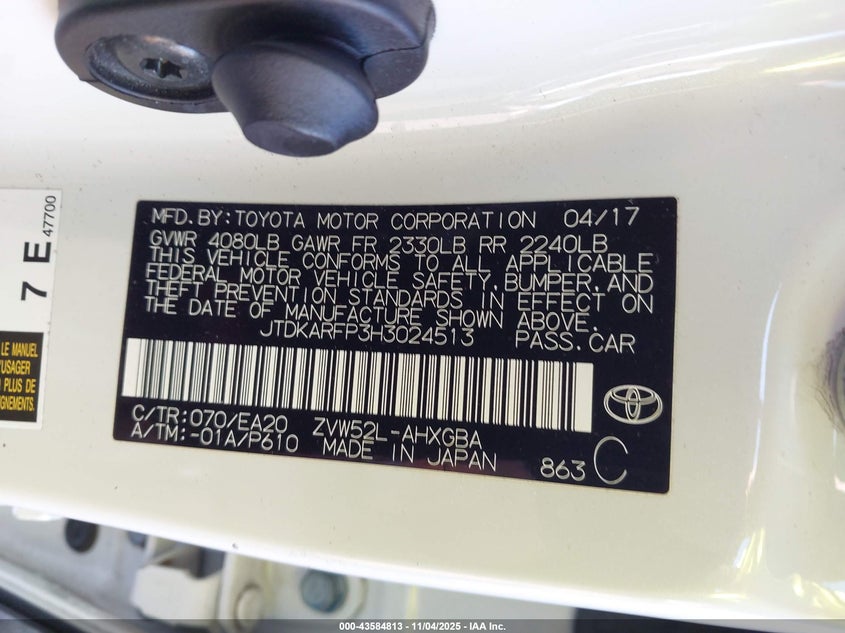 MFD.BY:TOYOTA MOTOR CORPORATION 04/17
GVWR 4080LB GAWR FR 2330LB RR 2240LB
THIS VEHICLE CONFORMS TO ALL APPLICABLE
FEDERAL MOTOR VEHICLE SAFETY,BUMPER,AND
THEFT PREVENTION STANDARDS IN EFFECT ON
THE DATE OF MANUFACTURE SHOWN ABOVE.
JTDKARFP3H3024513 PASS.CAR
C/TR:070/EA20 ZVW52L-AHXGBA
A/TM:-01A/P610 MADE IN JAPAN
863 C
7 E 47700
LE MANUEL
'USAGER
PLUS DE
IGNEMENTS.
000-43584813 - 11/04/2025 - IAA Inc.